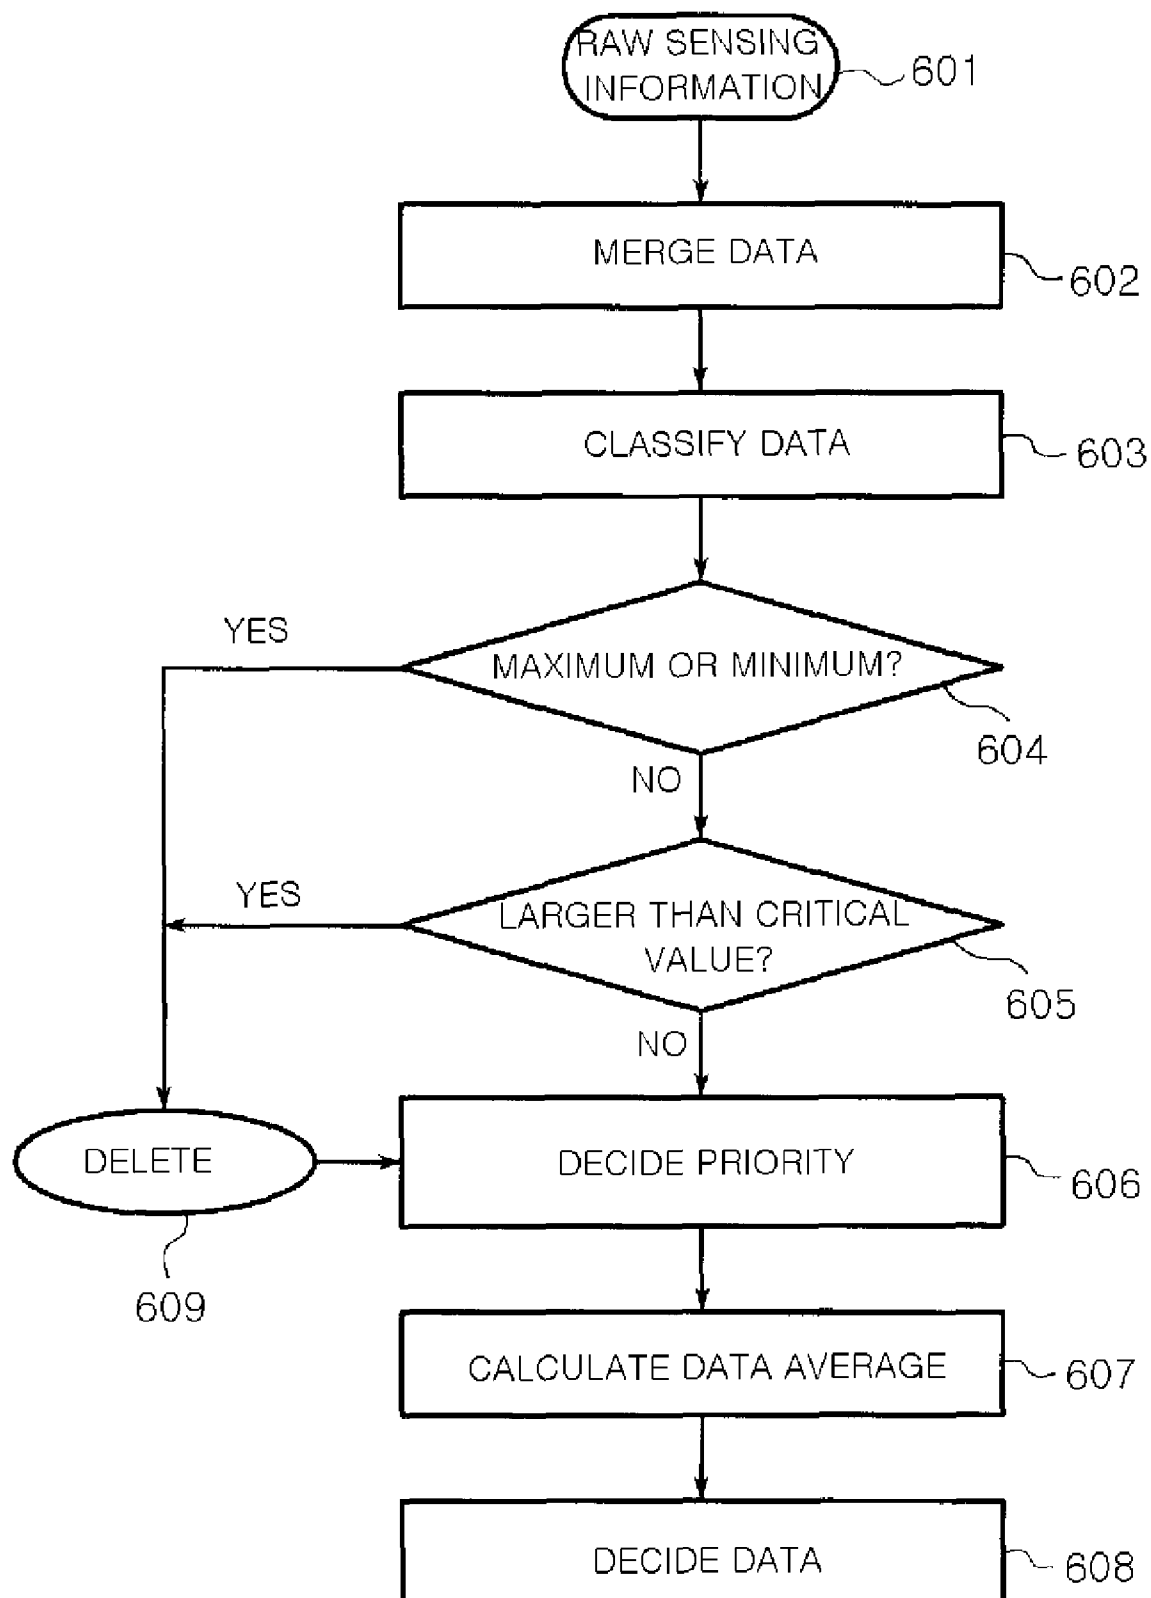 RAW SENSING
INFORMATION
601
MERGE DATA
602
CLASSIFY DATA
603
YES
MAXIMUM OR MINIMUM?
604
NO
YES
LARGER THAN CRITICAL
VALUE?
605
NO
DELETE
DECIDE PRIORITY
606
609
CALCULATE DATA AVERAGE
607
DECIDE DATA
608